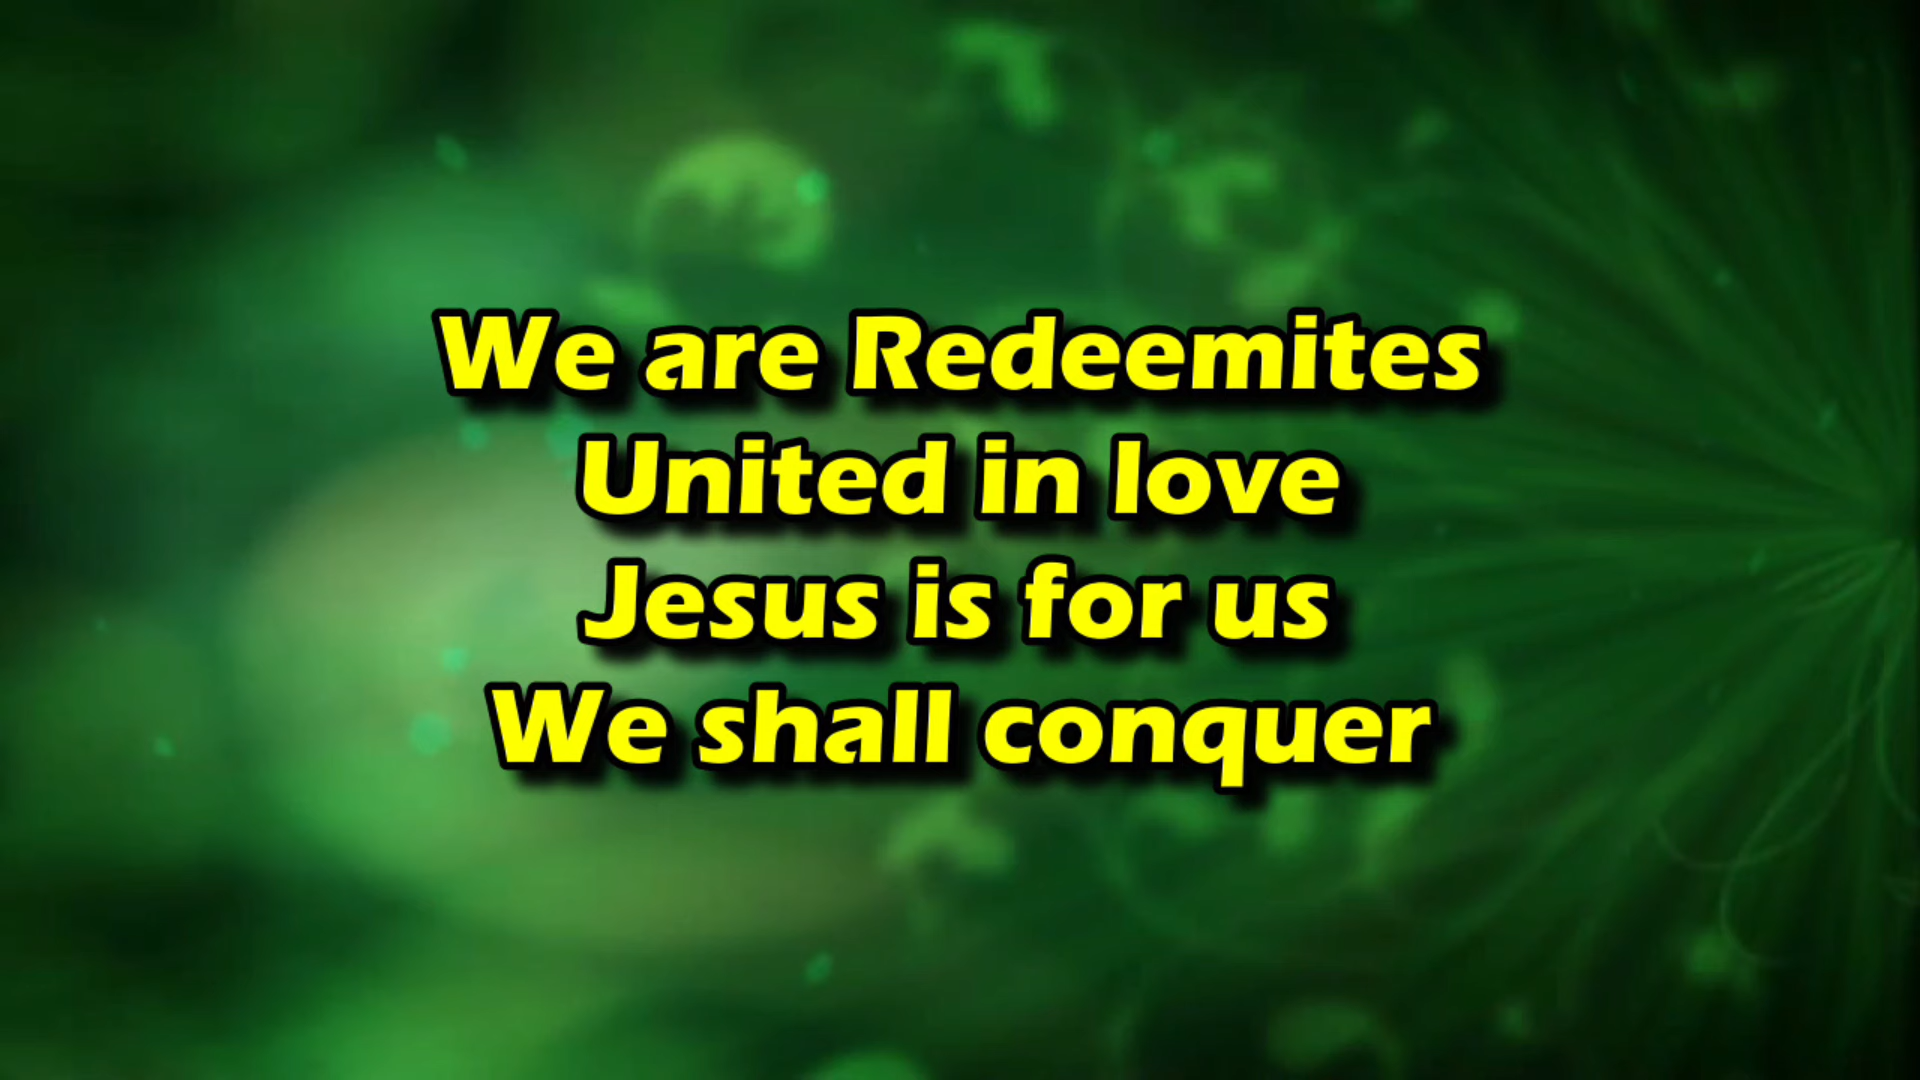 We are Redeemites
United in love
Jesus is for us
We shall conquer